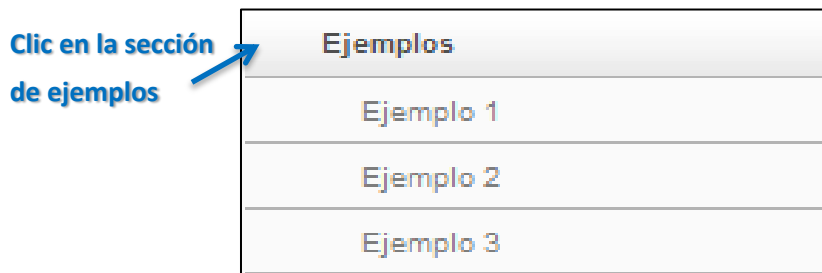 Clic en la sección
de ejemplos
Ejemplos
Ejemplo 1
Ejemplo 2
Ejemplo 3